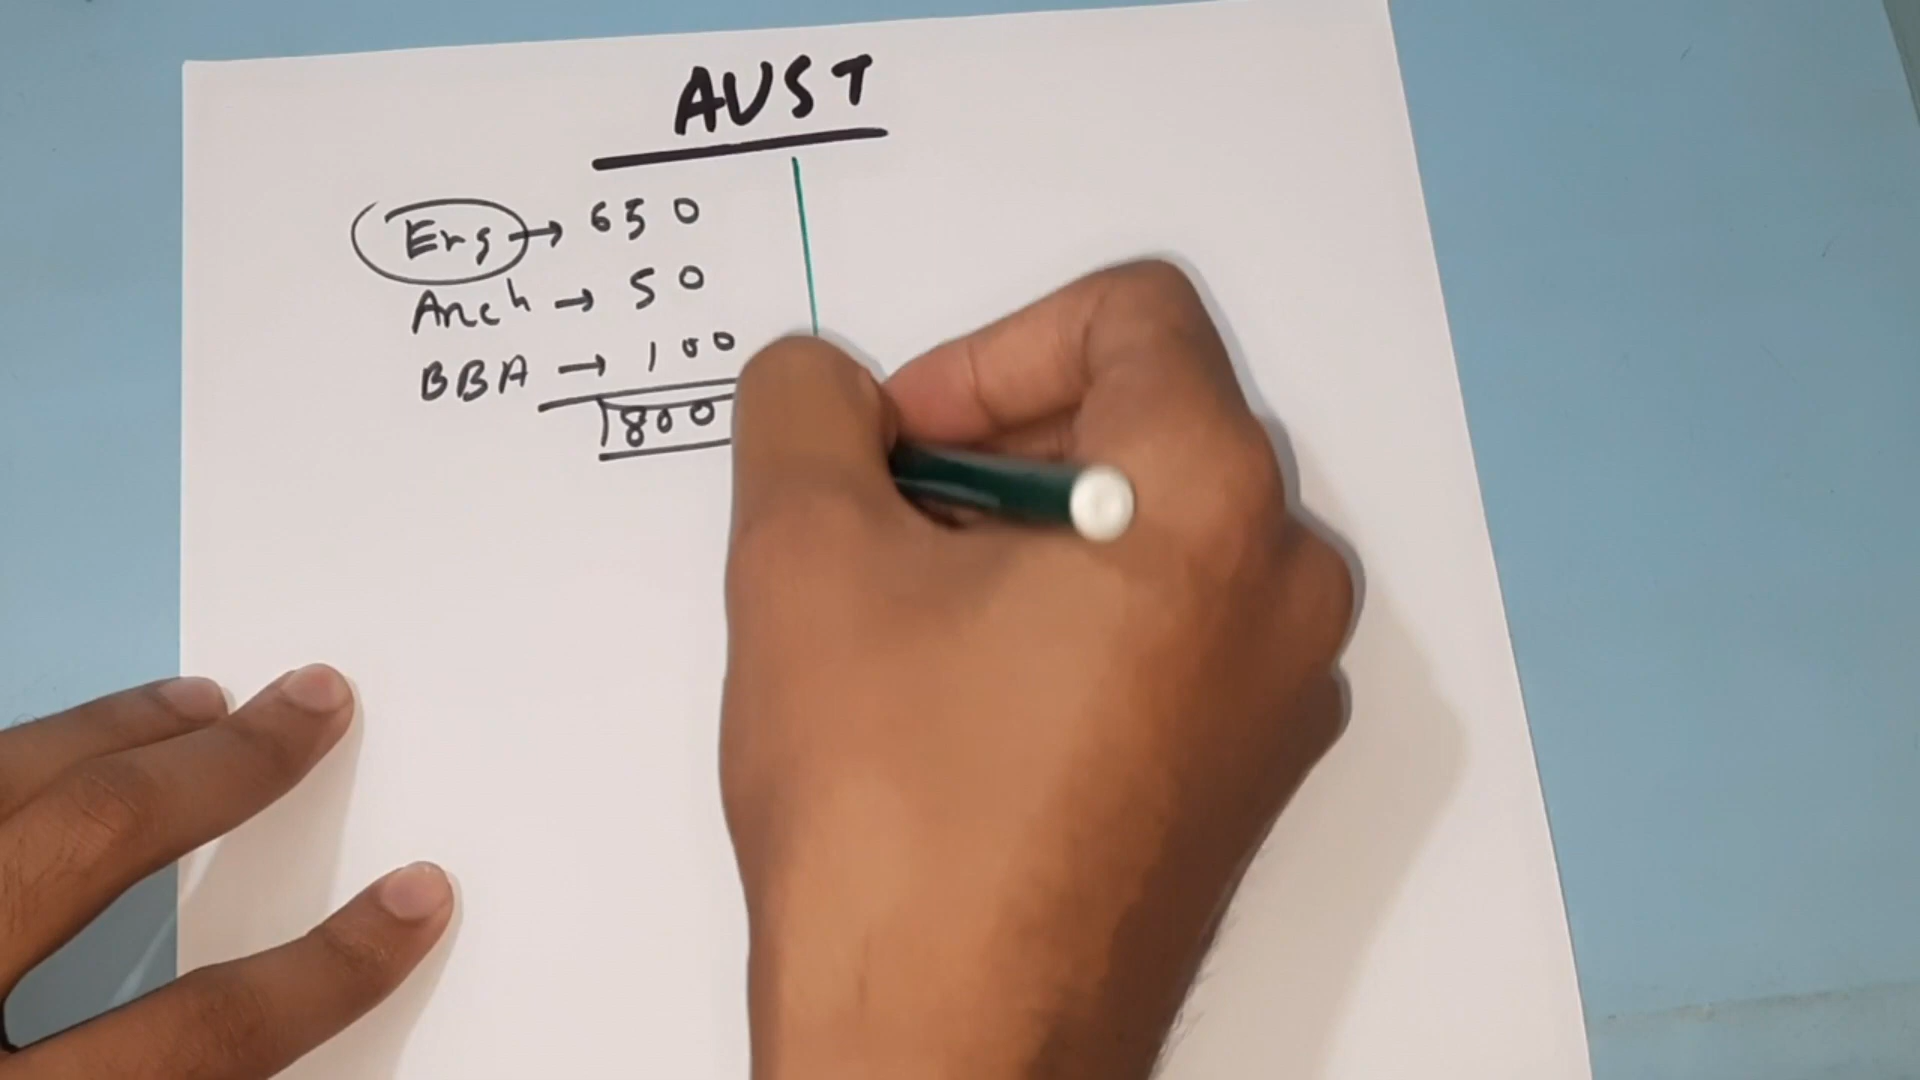 AUST
Eng → 650
Arch → 50
BBA → 100
800